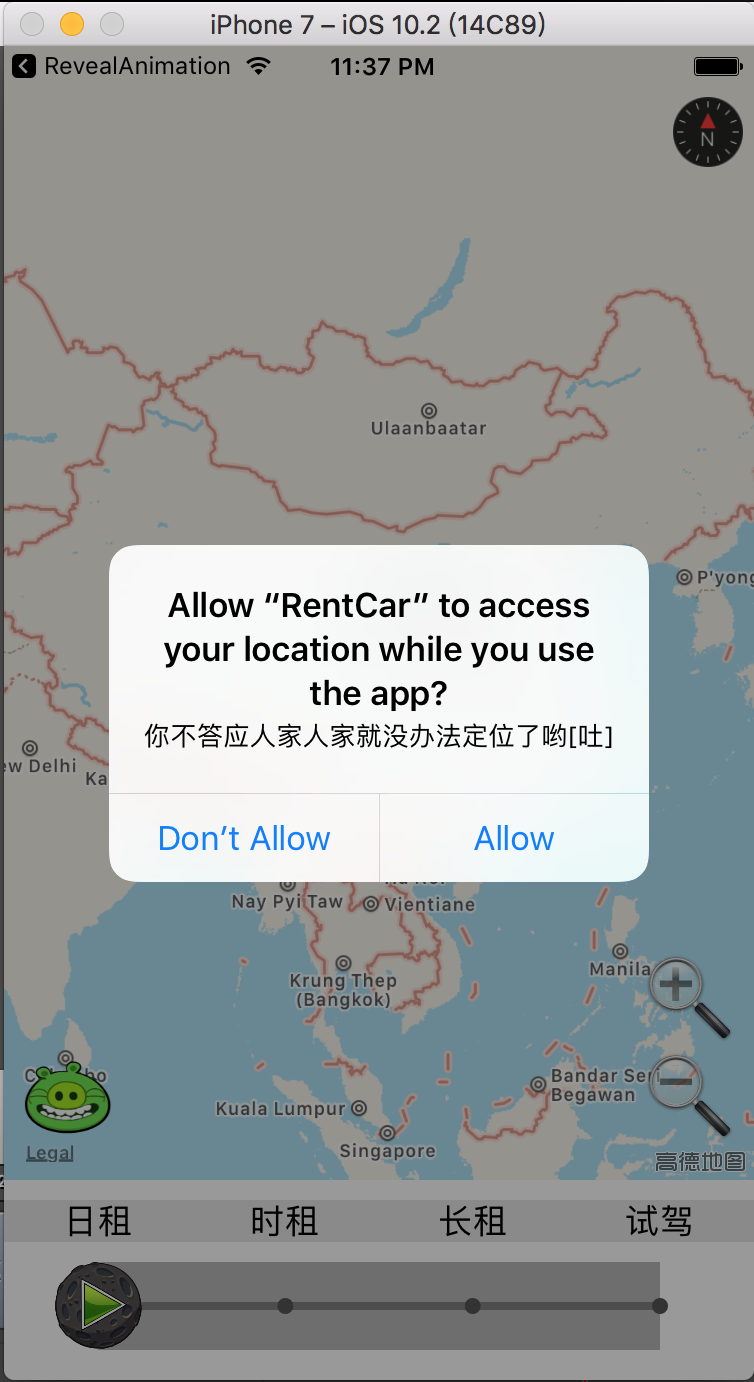 iPhone 7 – iOS 10.2 (14C89)
RevealAnimation
11:37 PM
N
Ulaanbaatar
P'yong
Allow “RentCar” to access
your location while you use
the app?
你不答应人家人家就没办法定位了哟[吐]
ew Delhi
Ka
Don’t Allow
Allow
Nay Pyi Taw
Vientiane
Manila
Krung Thep
(Bangkok)
Bandar Seri
Begawan
Kuala Lumpur
Singapore
Legal
高德地图
日租
时租
长租
试驾